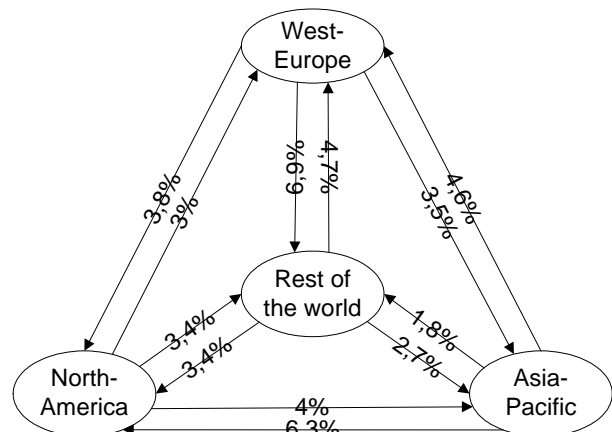 West-
Europe
3,8%
3%
6,9%
4,7%
3,5%
4,6%
Rest of
the world
3,4%
3,4%
1,8%
2,7%
North-
America
Asia-
Pacific
4%
6,3%